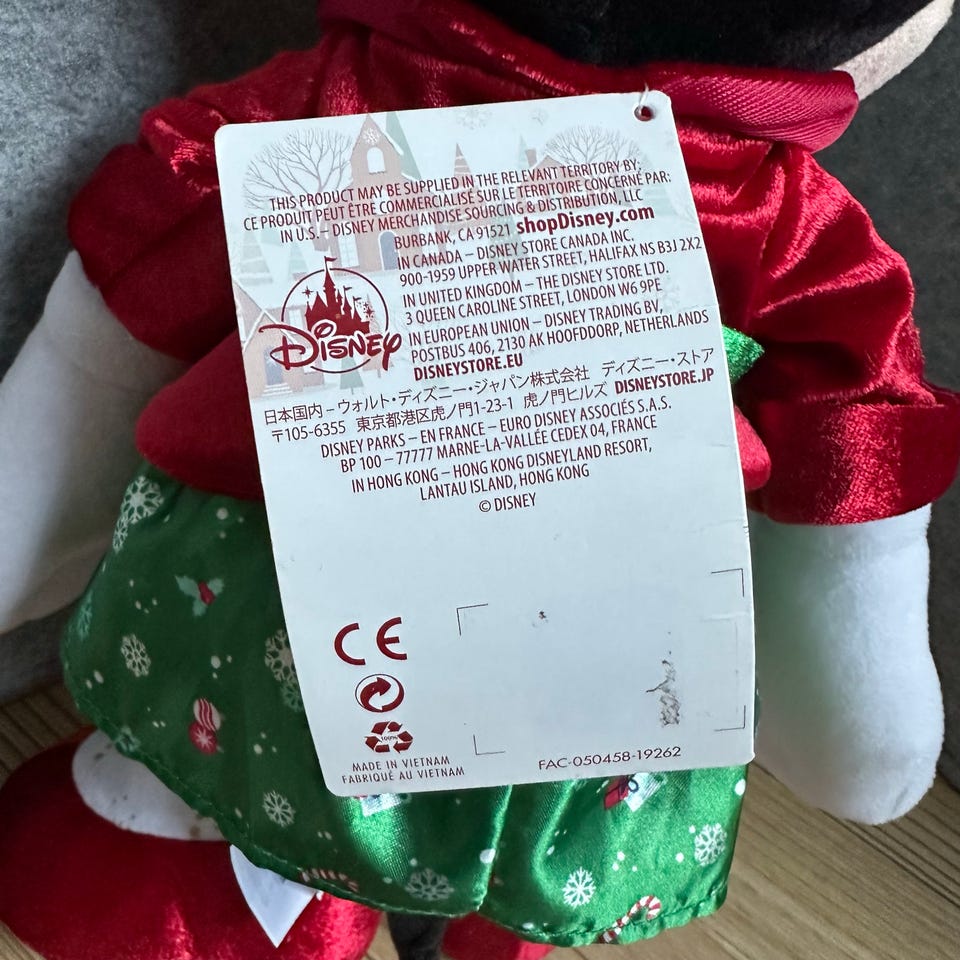 THIS PRODUCT MAY BE SUPPLIED IN THE RELEVANT TERRITORY BY:
CE PRODUIT PEUT ÊTRE COMMERCIALISÉ SUR LE TERRITOIRE CONCERNÉ PAR:
IN U.S. – DISNEY MERCHANDISE SOURCING & DISTRIBUTION, LLC
BURBANK, CA 91521 shopDisney.com
IN CANADA – DISNEY STORE CANADA INC.
900-1959 UPPER WATER STREET, HALIFAX NS B3J 2X2
IN UNITED KINGDOM – THE DISNEY STORE LTD.
3 QUEEN CAROLINE STREET, LONDON W6 9PE
IN EUROPEAN UNION – DISNEY TRADING BV,
POSTBUS 406, 2130 AK HOOFDDORP, NETHERLANDS
DISNEYSTORE.EU
Disney
日本国内 – ウォルト・ディズニー・ジャパン株式会社 ディズニー・ストア
〒105-6355 東京都港区虎ノ門1-23-1 虎ノ門ヒルズ DISNEYSTORE.JP
DISNEY PARKS – EN FRANCE – EURO DISNEY ASSOCIÉS S.A.S.
BP 100 – 77777 MARNE-LA-VALLÉE CEDEX 04, FRANCE
IN HONG KONG – HONG KONG DISNEYLAND RESORT,
LANTAU ISLAND, HONG KONG
© DISNEY
CE
100%
MADE IN VIETNAM
FABRIQUÉ AU VIETNAM
FAC-050458-19262